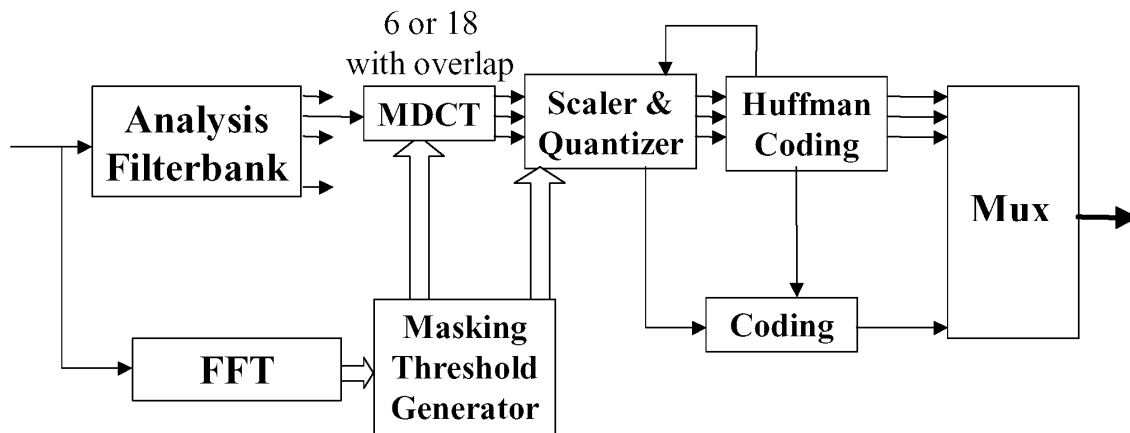 6 or 18
with overlap
Analysis
Filterbank
MDCT
Scaler &
Quantizer
Huffman
Coding
Mux
FFT
Masking
Threshold
Generator
Coding